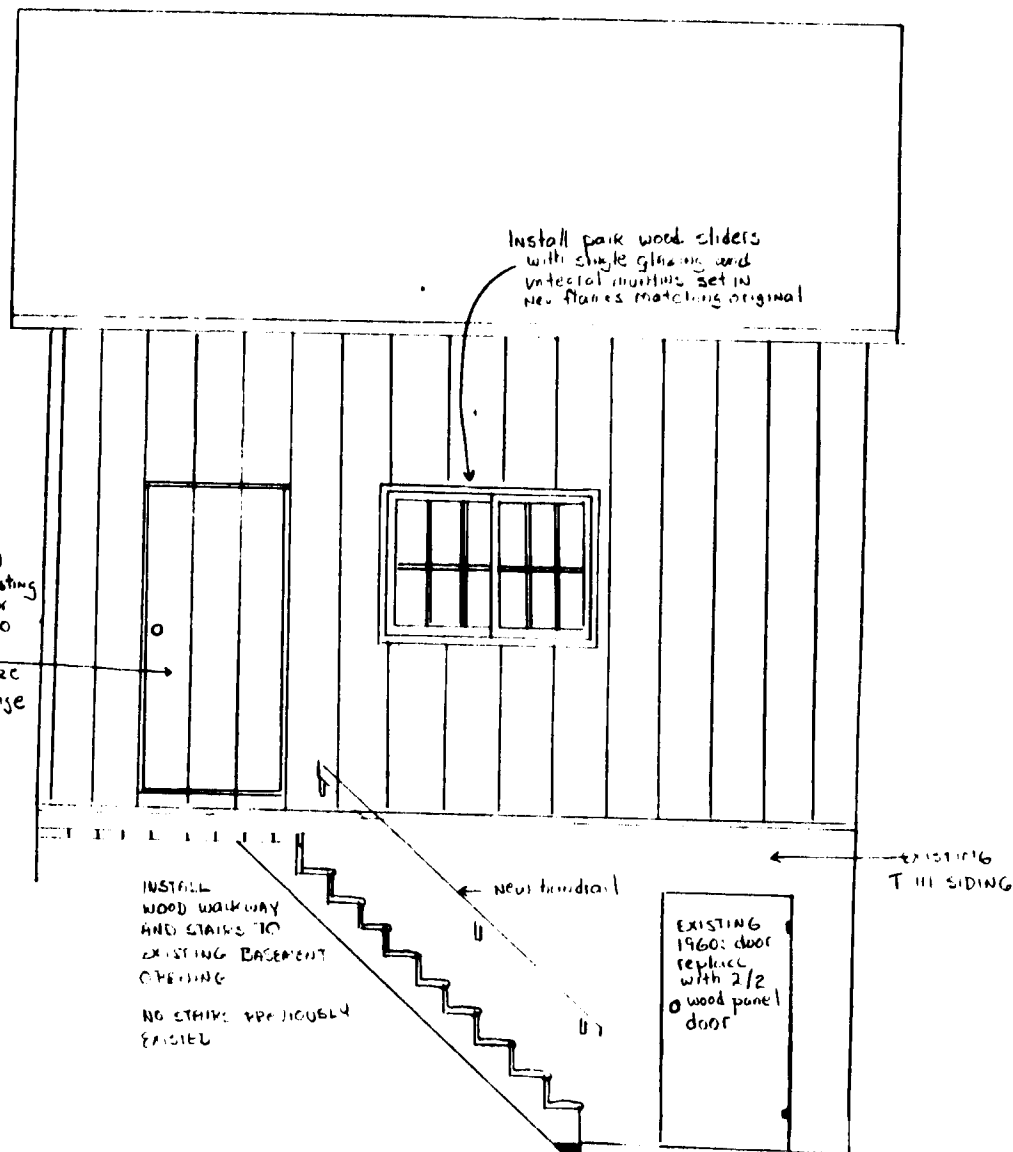 Install pair wood sliders
with single glazing and
integral muntins set in
New frames matching original
sting
New handrail
EXISTING
T 111 SIDING
INSTALL
WOOD WALKWAY
AND STAIRS TO
EXISTING BASEMENT
OPENING
NO STAIRS PREVIOUSLY
EXISTED
EXISTING
1960s door
replace
with 2/2
wood panel
door